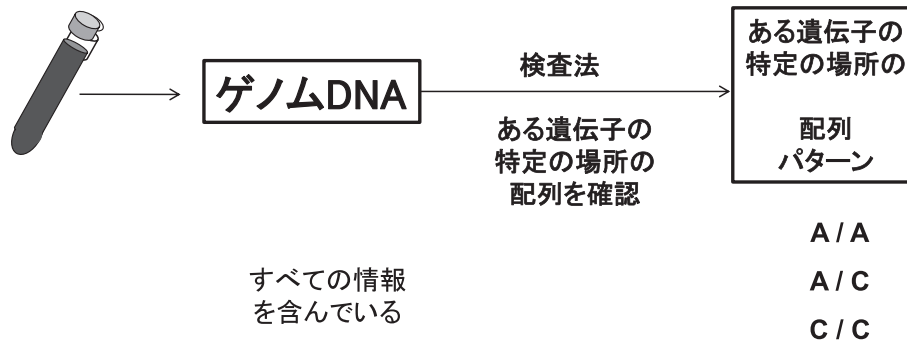 ゲノムDNA
検査法
ある遺伝子の
特定の場所の
配列を確認
ある遺伝子の
特定の場所の
配列
パターン
A / A
A / C
C / C
すべての情報
を含んでいる